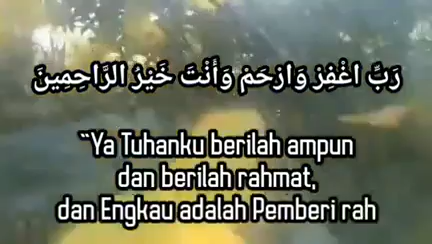 رَبِّ اغْفِرْ وَارْحَمْ وَأَنْتَ خَيْرُ الرَّاحِمِينَ
“Ya Tuhanku berilah ampun
dan berilah rahmat,
dan Engkau adalah Pemberi rah